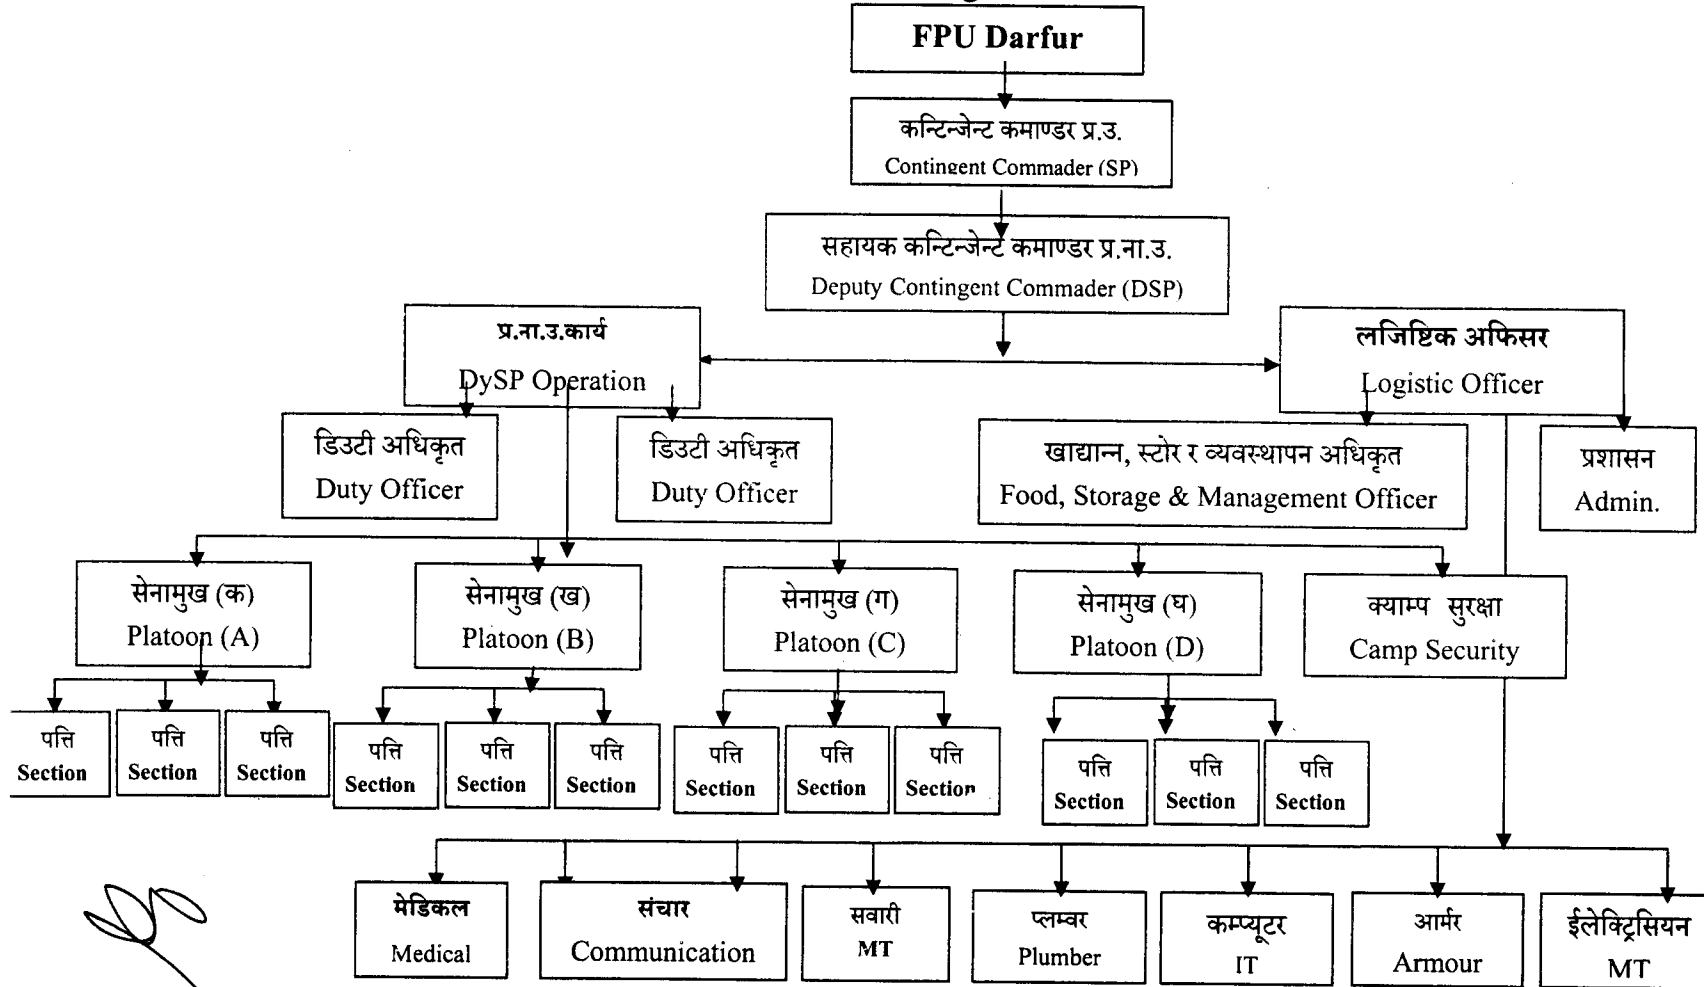 FPU Darfur
कन्टिन्जेन्ट कमाण्डर प्र.उ.
Contingent Commader (SP)
सहायक कन्टिन्जेन्ट कमाण्डर प्र.ना.उ.
Deputy Contingent Commader (DSP)
प्र.ना.उ.कार्य
DySP Operation
लजिष्टिक अफिसर
Logistic Officer
डिउटी अधिकृत
Duty Officer
डिउटी अधिकृत
Duty Officer
खाद्यान्न, स्टोर र व्यवस्थापन अधिकृत
Food, Storage & Management Officer
प्रशासन
Admin.
सेनामुख (क)
Platoon (A)
सेनामुख (ख)
Platoon (B)
सेनामुख (ग)
Platoon (C)
सेनामुख (घ)
Platoon (D)
क्याम्प सुरक्षा
Camp Security
पत्ति
Section
पत्ति
Section
पत्ति
Section
पत्ति
Section
पत्ति
Section
पत्ति
Section
पत्ति
Section
पत्ति
Section
पत्ति
Section
पत्ति
Section
पत्ति
Section
पत्ति
Section
मेडिकल
Medical
संचार
Communication
सवारी
MT
प्लम्वर
Plumber
कम्प्यूटर
IT
आर्मर
Armour
ईलेक्ट्रिसियन
MT